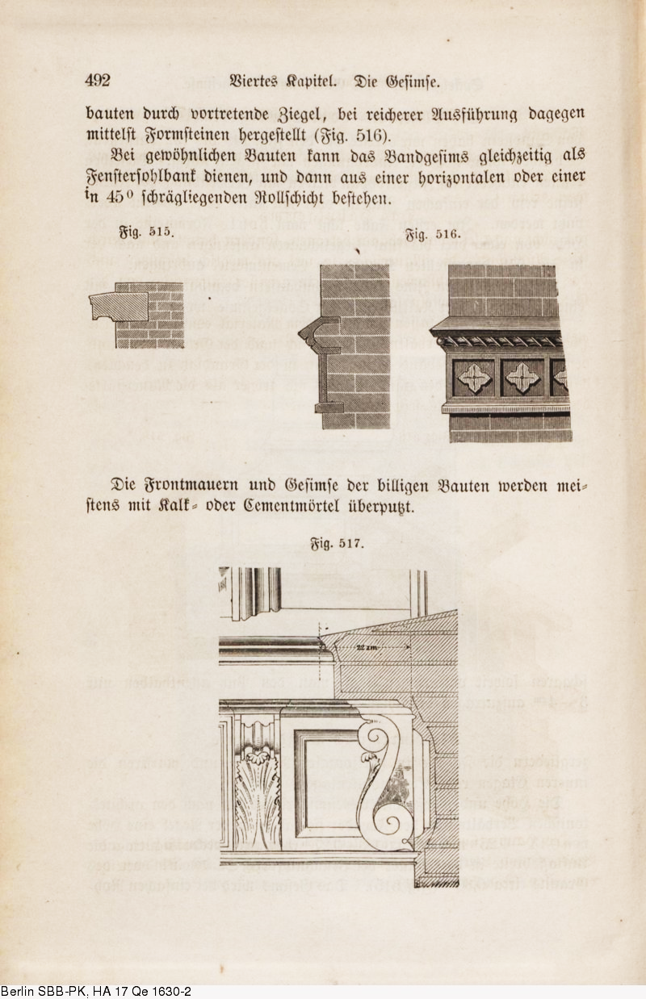 492
Viertes Kapitel. Die Gesimse.
bauten durch vortretende Ziegel, bei reicherer Ausführung dagegen
mittelst Formsteinen hergestellt (Fig. 516).
Bei gewöhnlichen Bauten kann das Bandgesims gleichzeitig als
Fenstersohlbank dienen, und dann aus einer horizontalen oder einer
in 45° schrägliegenden Rollschicht bestehen.
Fig. 515.
Fig. 516.
Die Frontmauern und Gesimse der billigen Bauten werden mei-
stens mit Kalk- oder Cementmörtel überputzt.
Fig. 517.
22 zm
Berlin SBB-PK, HA 17 Qe 1630-2